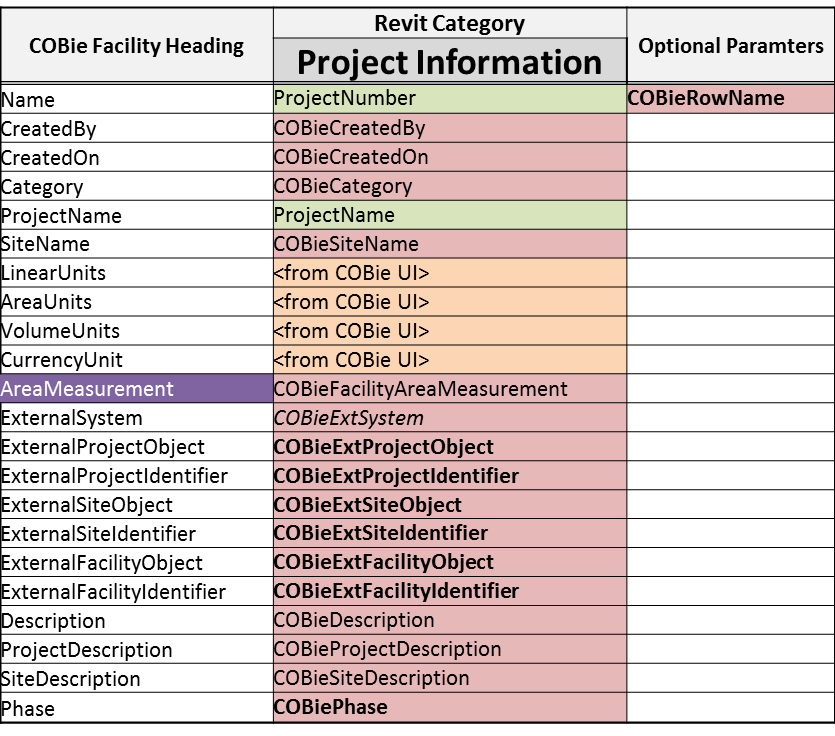 COBie Facility Heading Revit Category Optional Paramters
Project Information
Name ProjectNumber COBieRowName
CreatedBy COBieCreatedBy
CreatedOn COBieCreatedOn
Category COBieCategory
ProjectName ProjectName
SiteName COBieSiteName
LinearUnits <from COBie UI>
AreaUnits <from COBie UI>
VolumeUnits <from COBie UI>
CurrencyUnit <from COBie UI>
AreaMeasurement COBieFacilityAreaMeasurement
ExternalSystem COBieExtSystem
ExternalProjectObject COBieExtProjectObject
ExternalProjectIdentifier COBieExtProjectIdentifier
ExternalSiteObject COBieExtSiteObject
ExternalSiteIdentifier COBieExtSiteIdentifier
ExternalFacilityObject COBieExtFacilityObject
ExternalFacilityIdentifier COBieExtFacilityIdentifier
Description COBieDescription
ProjectDescription COBieProjectDescription
SiteDescription COBieSiteDescription
Phase COBiePhase